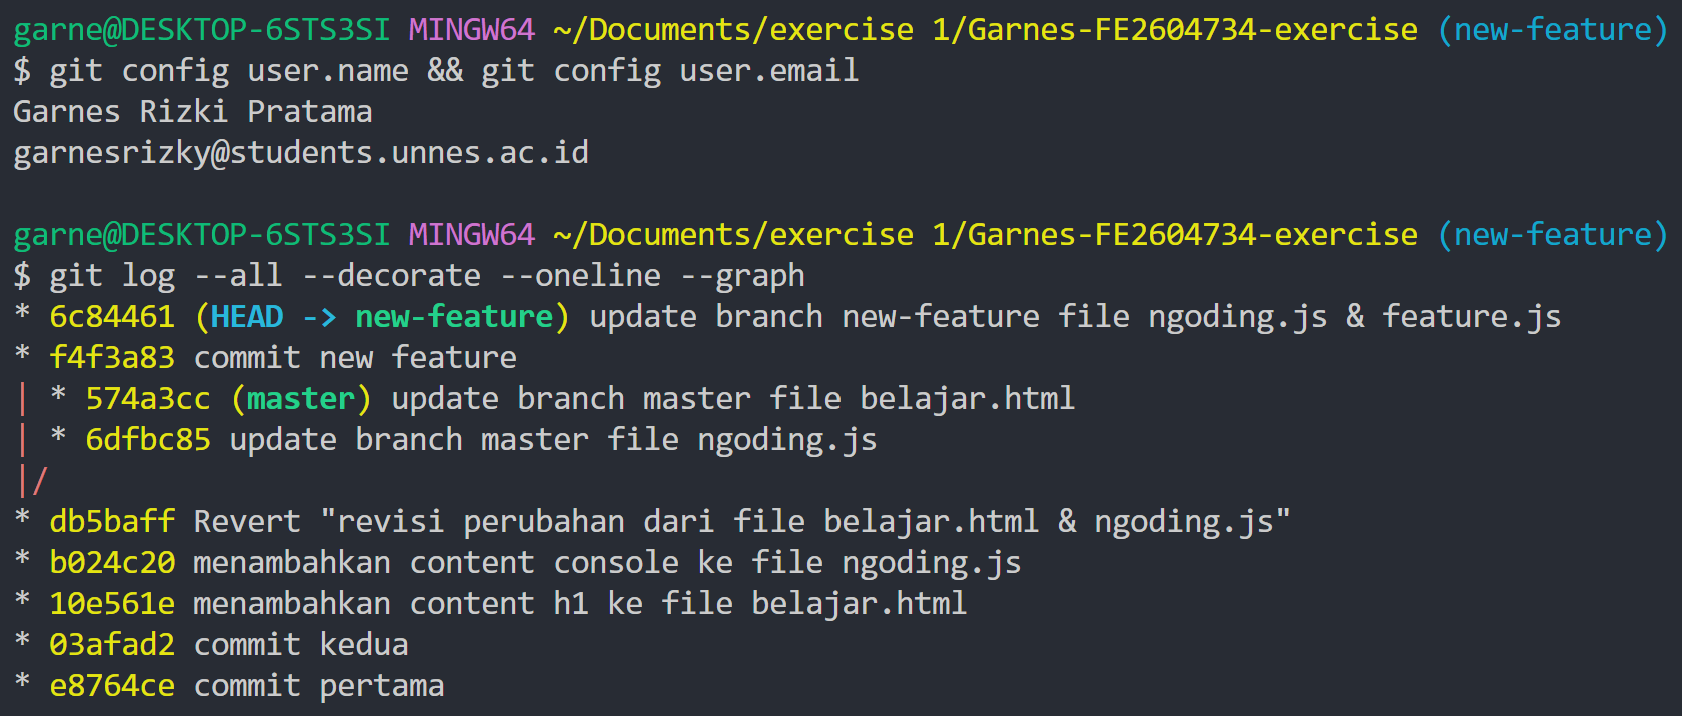 garne@DESKTOP-6STS3SI MINGW64 ~/Documents/exercise 1/Garnes-FE2604734-exercise (new-feature)
$ git config user.name && git config user.email
Garnes Rizki Pratama
garnesrizky@students.unnes.ac.id
garne@DESKTOP-6STS3SI MINGW64 ~/Documents/exercise 1/Garnes-FE2604734-exercise (new-feature)
$ git log --all --decorate --oneline --graph
* 6c84461 (HEAD -> new-feature) update branch new-feature file ngoding.js & feature.js
* f4f3a83 commit new feature
| * 574a3cc (master) update branch master file belajar.html
| * 6dfbc85 update branch master file ngoding.js
|/
* db5baff Revert "revisi perubahan dari file belajar.html & ngoding.js"
* b024c20 menambahkan content console ke file ngoding.js
* 10e561e menambahkan content h1 ke file belajar.html
* 03afad2 commit kedua
* e8764ce commit pertama